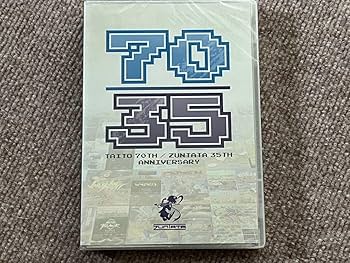 70
35
TAITO 70TH / ZUNTATA 35TH
ANNIVERSARY
ZUNTATA